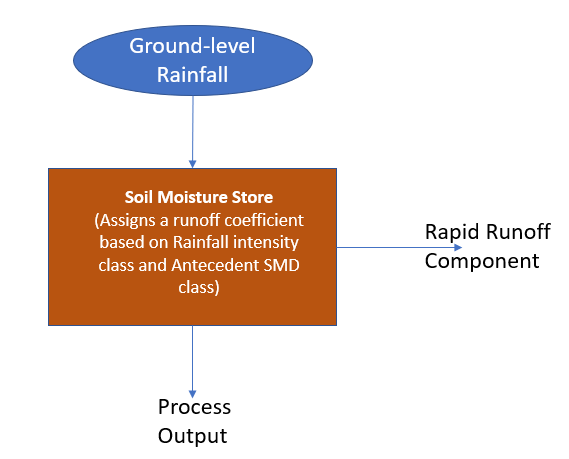 Ground-level
Rainfall
Soil Moisture Store
(Assigns a runoff coefficient
based on Rainfall intensity
class and Antecedent SMD
class)
Rapid Runoff
Component
Process
Output